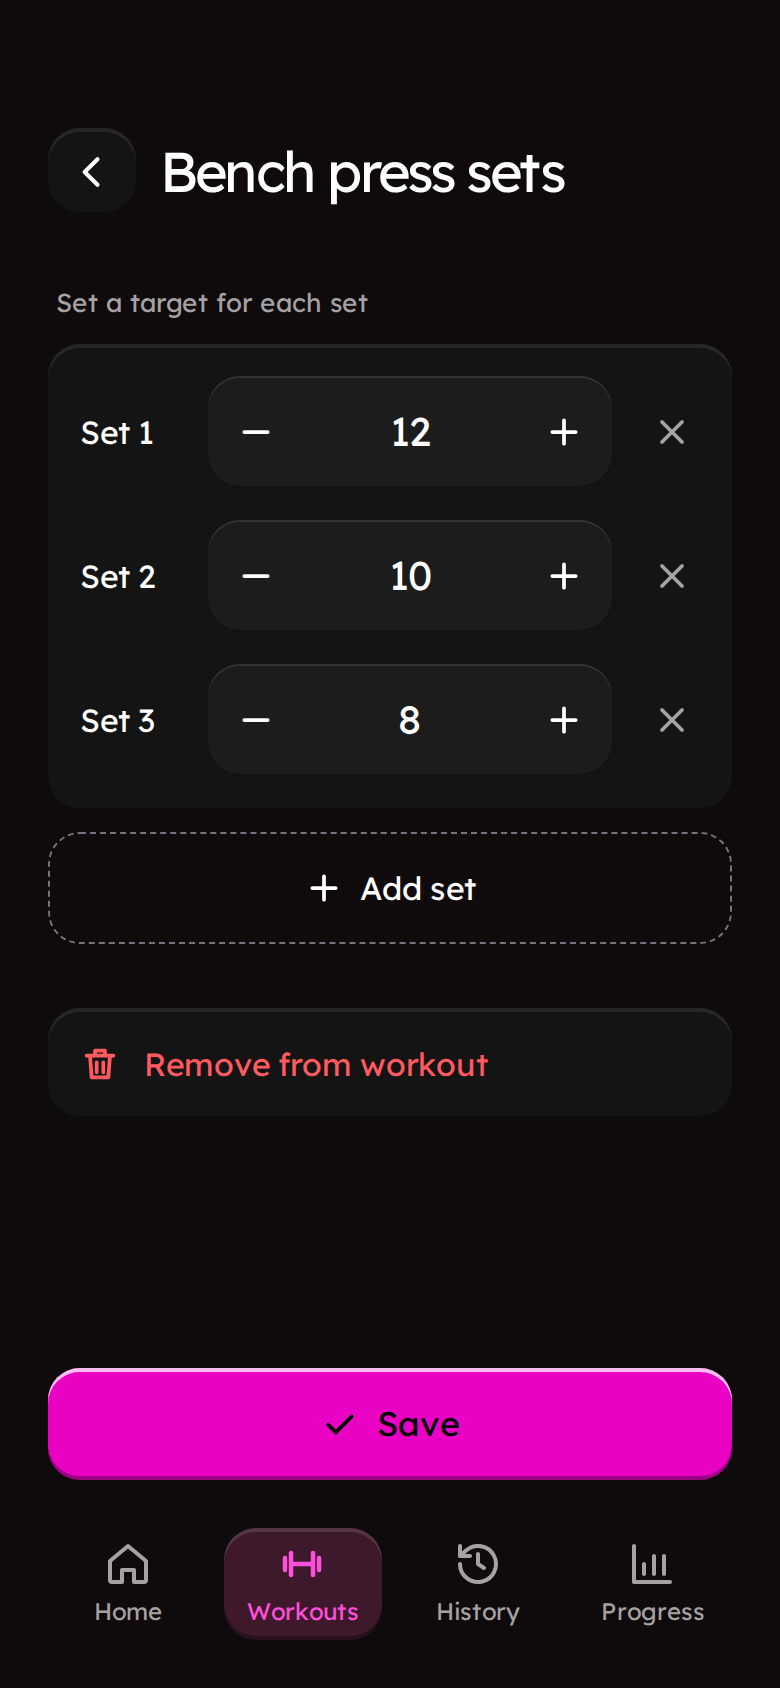 Bench press sets
Set a target for each set
Set 1 12
Set 2 10
Set 3 8
Add set
Remove from workout
Save
Home Workouts History Progress